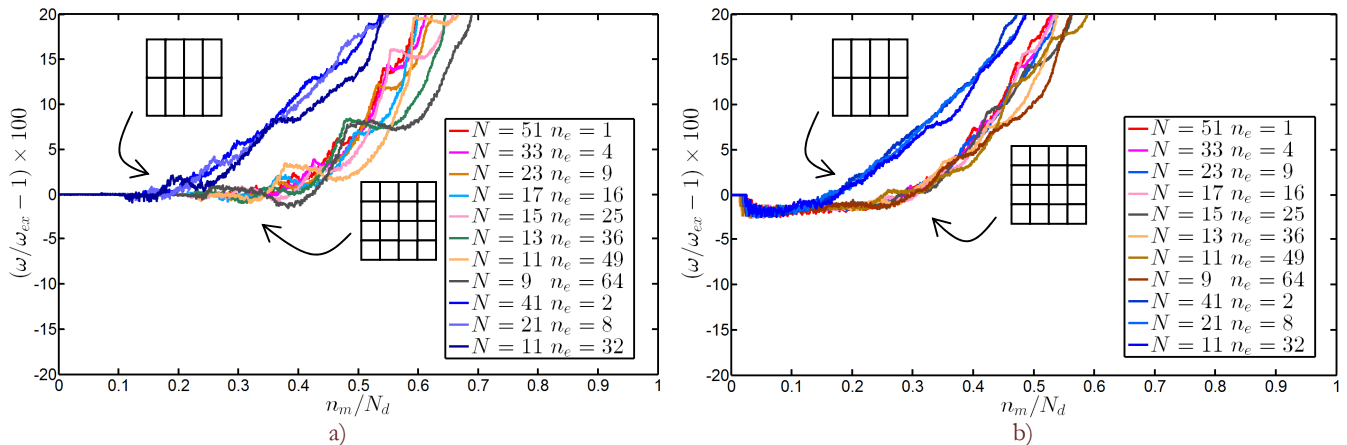 20
15
10
5
0
-5
-10
-15
-20
(ω/ω_ex − 1) × 100
0 0.1 0.2 0.3 0.4 0.5 0.6 0.7 0.8 0.9 1
n_m/N_d
N = 51 n_e = 1
N = 33 n_e = 4
N = 23 n_e = 9
N = 17 n_e = 16
N = 15 n_e = 25
N = 13 n_e = 36
N = 11 n_e = 49
N = 9 n_e = 64
N = 41 n_e = 2
N = 21 n_e = 8
N = 11 n_e = 32
a)
20
15
10
5
0
-5
-10
-15
-20
(ω/ω_ex − 1) × 100
0 0.1 0.2 0.3 0.4 0.5 0.6 0.7 0.8 0.9 1
n_m/N_d
N = 51 n_e = 1
N = 33 n_e = 4
N = 23 n_e = 9
N = 17 n_e = 16
N = 15 n_e = 25
N = 13 n_e = 36
N = 11 n_e = 49
N = 9 n_e = 64
N = 41 n_e = 2
N = 21 n_e = 8
N = 11 n_e = 32
b)